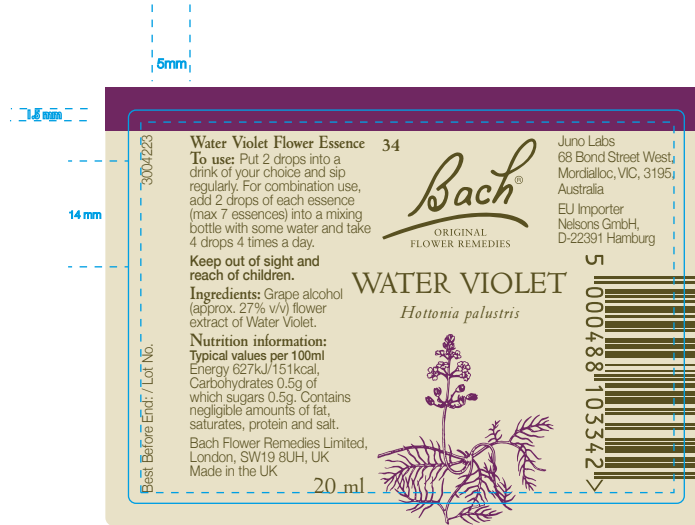 5mm
1.5 mm
14 mm
3004223
Best Before End: / Lot No.
Water Violet Flower Essence
To use: Put 2 drops into a
drink of your choice and sip
regularly. For combination use,
add 2 drops of each essence
(max 7 essences) into a mixing
bottle with some water and take
4 drops 4 times a day.
Keep out of sight and
reach of children.
Ingredients: Grape alcohol
(approx. 27% v/v) flower
extract of Water Violet.
Nutrition information:
Typical values per 100ml
Energy 627kJ/151kcal,
Carbohydrates 0.5g of
which sugars 0.5g. Contains
negligible amounts of fat,
saturates, protein and salt.
Bach Flower Remedies Limited,
London, SW19 8UH, UK
Made in the UK
20 ml
34
Bach®
ORIGINAL
FLOWER REMEDIES
WATER VIOLET
Hottonia palustris
Juno Labs
68 Bond Street West,
Mordialloc, VIC, 3195,
Australia
EU Importer
Nelsons GmbH,
D-22391 Hamburg
5 000488 103342 >